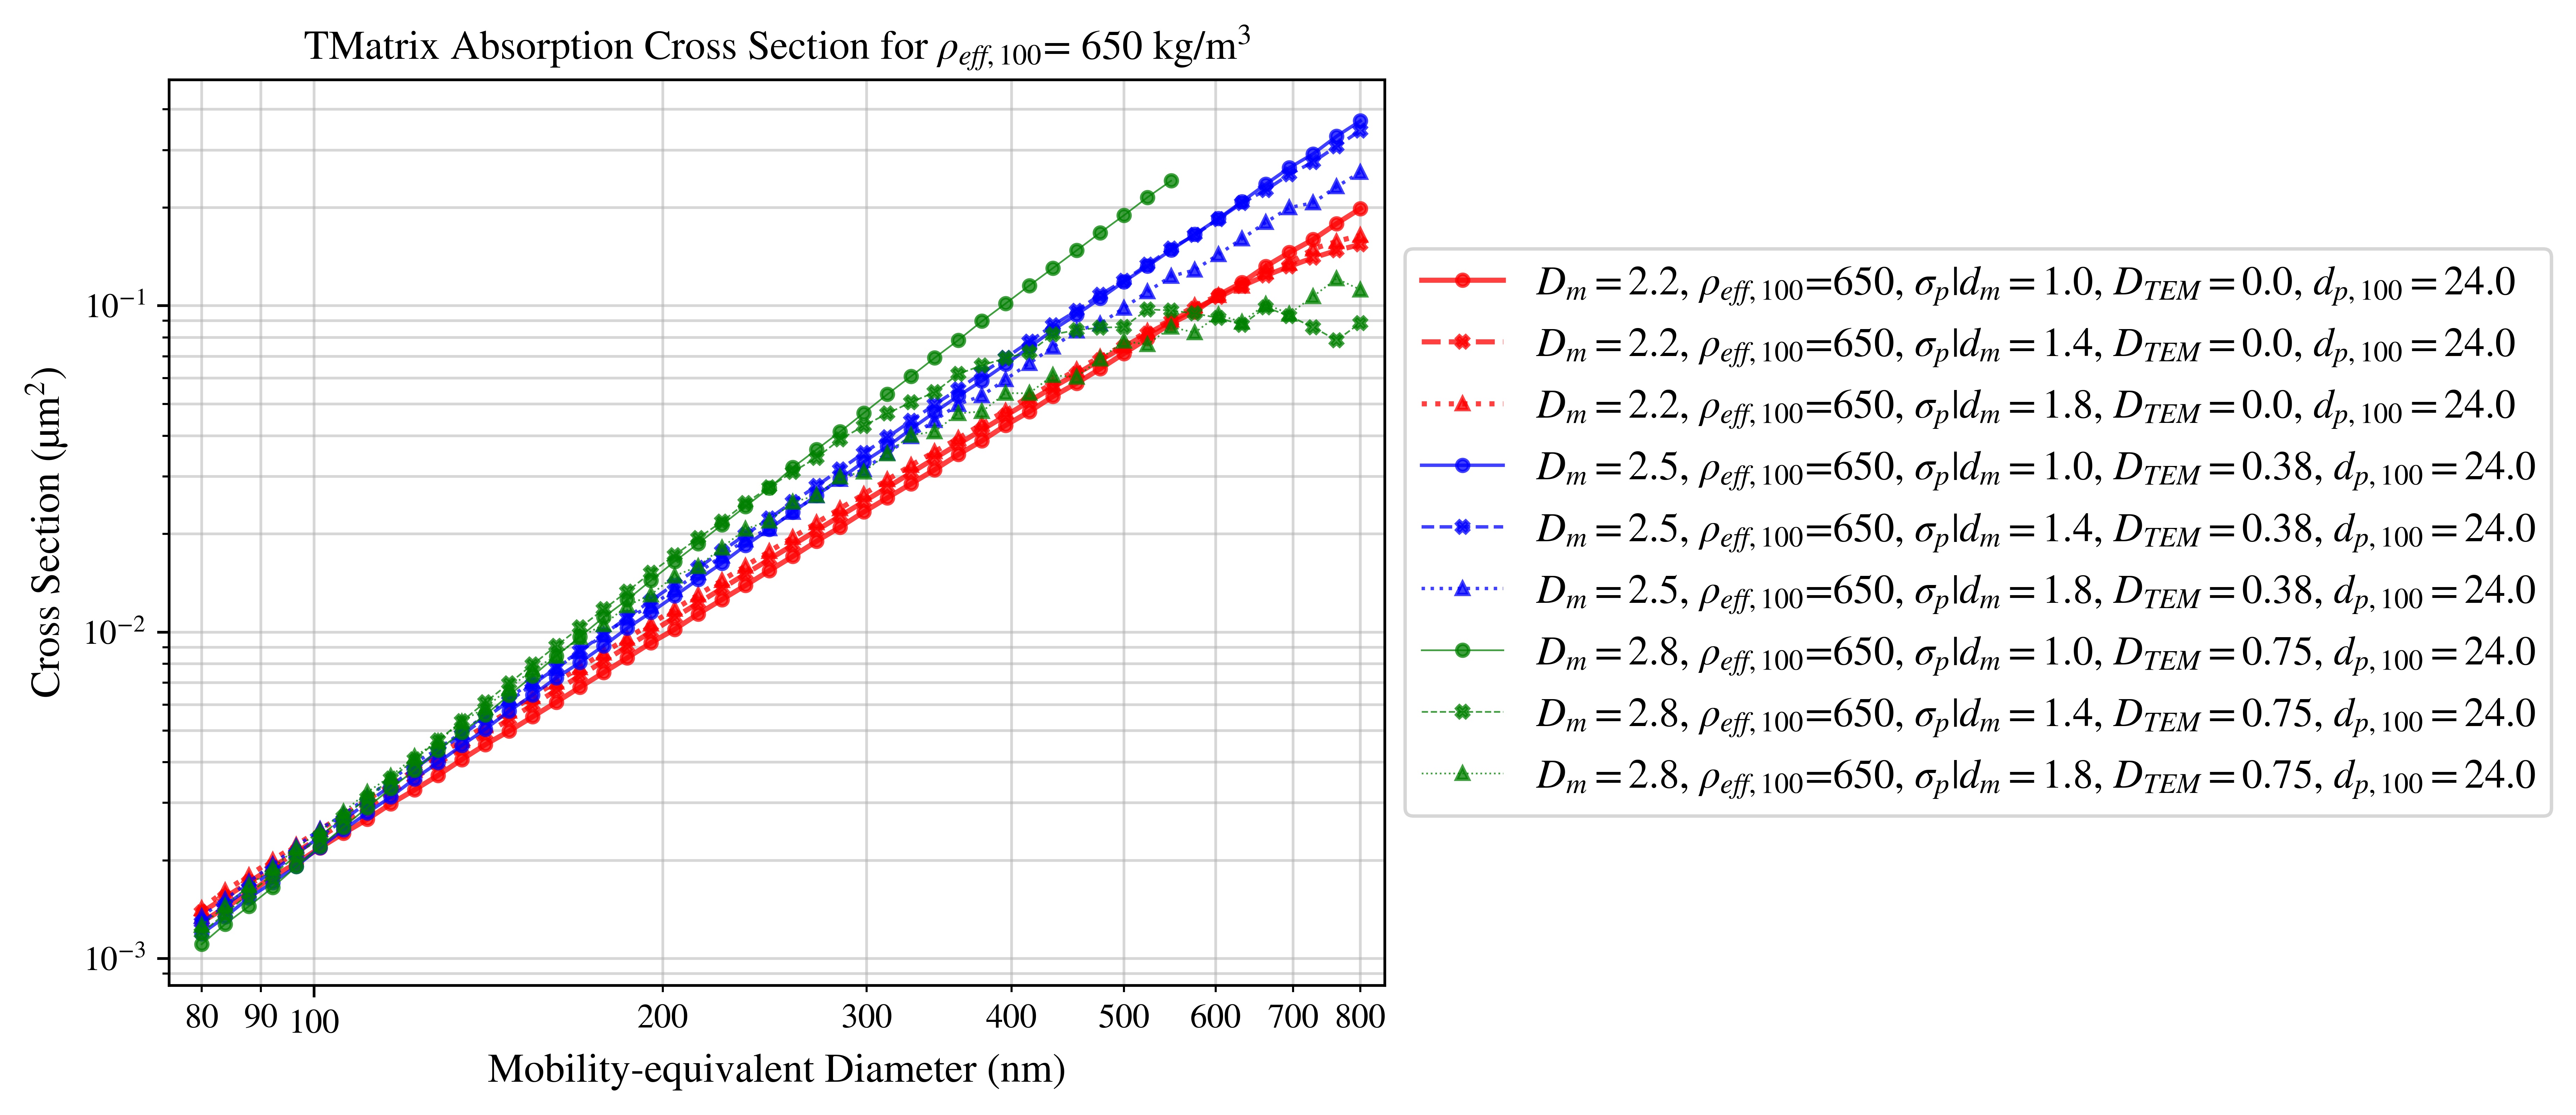 TMatrix Absorption Cross Section for ρeff,100= 650 kg/m³
Cross Section (µm²)
10⁻¹
10⁻²
10⁻³
80 90 100 200 300 400 500 600 700 800
Mobility-equivalent Diameter (nm)
Dm = 2.2, ρeff,100=650, σp|dm = 1.0, DTEM = 0.0, dp,100 = 24.0
Dm = 2.2, ρeff,100=650, σp|dm = 1.4, DTEM = 0.0, dp,100 = 24.0
Dm = 2.2, ρeff,100=650, σp|dm = 1.8, DTEM = 0.0, dp,100 = 24.0
Dm = 2.5, ρeff,100=650, σp|dm = 1.0, DTEM = 0.38, dp,100 = 24.0
Dm = 2.5, ρeff,100=650, σp|dm = 1.4, DTEM = 0.38, dp,100 = 24.0
Dm = 2.5, ρeff,100=650, σp|dm = 1.8, DTEM = 0.38, dp,100 = 24.0
Dm = 2.8, ρeff,100=650, σp|dm = 1.0, DTEM = 0.75, dp,100 = 24.0
Dm = 2.8, ρeff,100=650, σp|dm = 1.4, DTEM = 0.75, dp,100 = 24.0
Dm = 2.8, ρeff,100=650, σp|dm = 1.8, DTEM = 0.75, dp,100 = 24.0